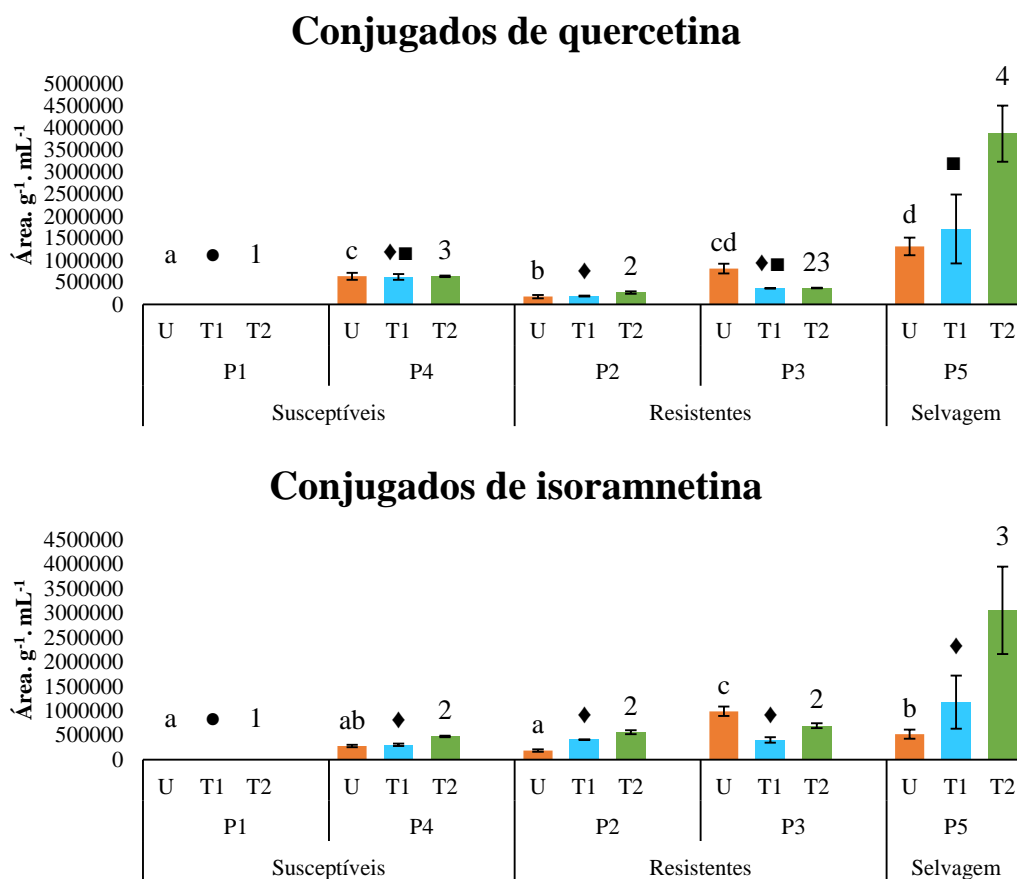 Conjugados de quercetina
Área. g-1. mL-1
5000000
4500000
4000000
3500000
3000000
2500000
2000000
1500000
1000000
500000
0
a ● 1 c ♦■ 3 b ♦ 2 cd ♦■ 23 d ■ 4
U T1 T2 U T1 T2 U T1 T2 U T1 T2 U T1 T2
P1 P4 P2 P3 P5
Susceptíveis Resistentes Selvagem
Conjugados de isoramnetina
Área. g-1. mL-1
4500000
4000000
3500000
3000000
2500000
2000000
1500000
1000000
500000
0
a ● 1 ab ♦ 2 a ♦ 2 c ♦ 2 b ♦ 3
U T1 T2 U T1 T2 U T1 T2 U T1 T2 U T1 T2
P1 P4 P2 P3 P5
Susceptíveis Resistentes Selvagem